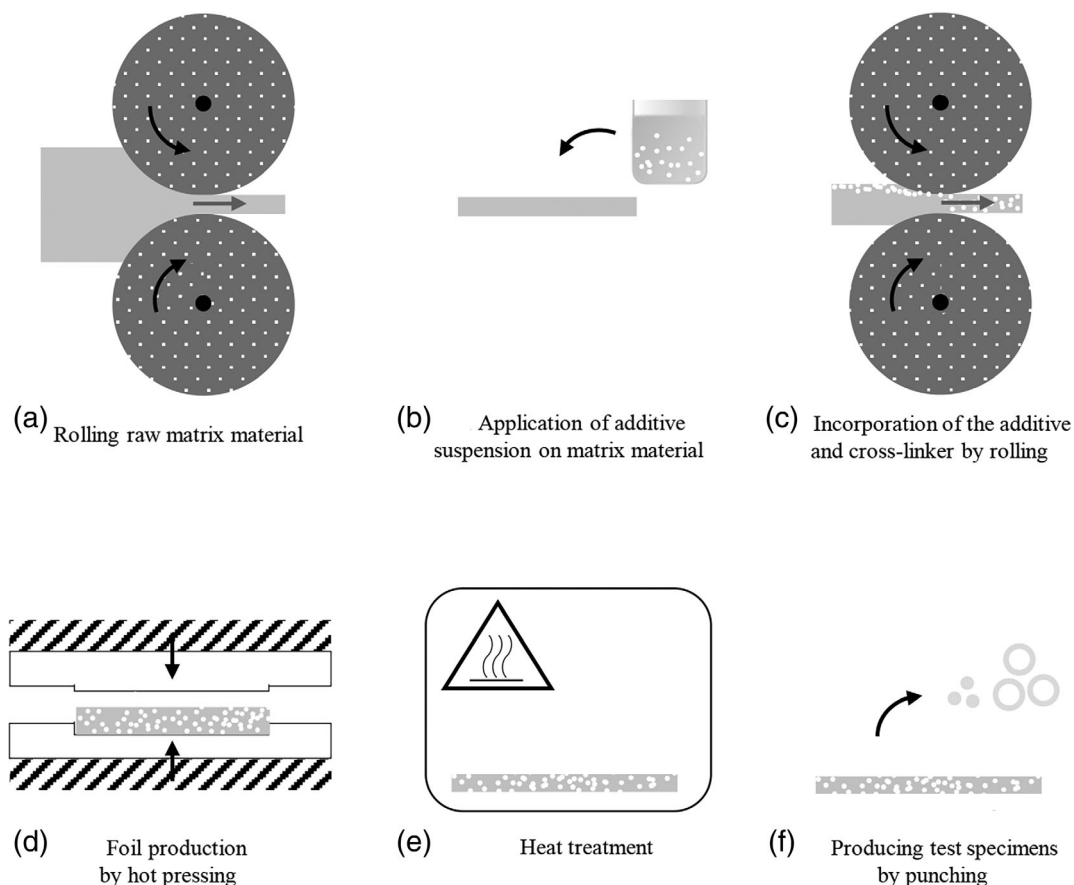 (a) Rolling raw matrix material
(b) Application of additive
suspension on matrix material
(c) Incorporation of the additive
and cross-linker by rolling
(d) Foil production
by hot pressing
(e) Heat treatment
(f) Producing test specimens
by punching